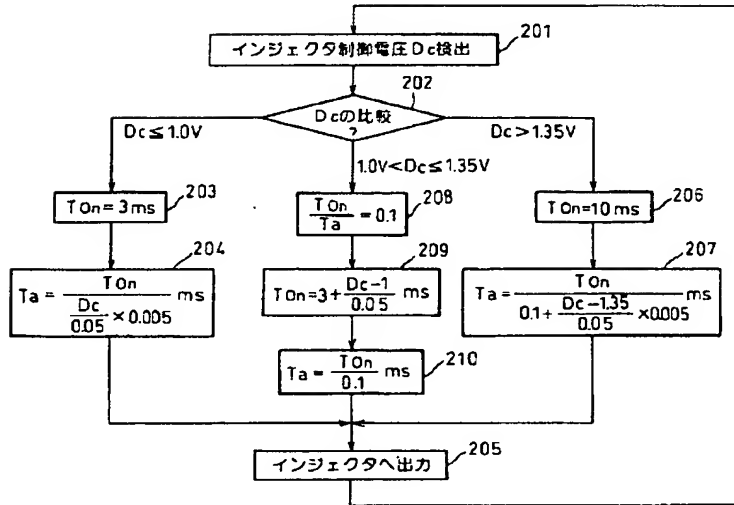 インジェクタ制御電圧Dc検出
201
202
Dcの比較
?
Dc≦1.0V
1.0V<Dc≦1.35V
Dc>1.35V
203
TOn=3ms
208
TOn/Ta=0.1
206
TOn=10ms
204
Ta=TOn/(Dc/0.05×0.005) ms
209
TOn=3+(Dc-1)/0.05 ms
207
Ta=TOn/(0.1+(Dc-1.35)/0.05×0.005) ms
210
Ta=TOn/0.1 ms
205
インジェクタへ出力